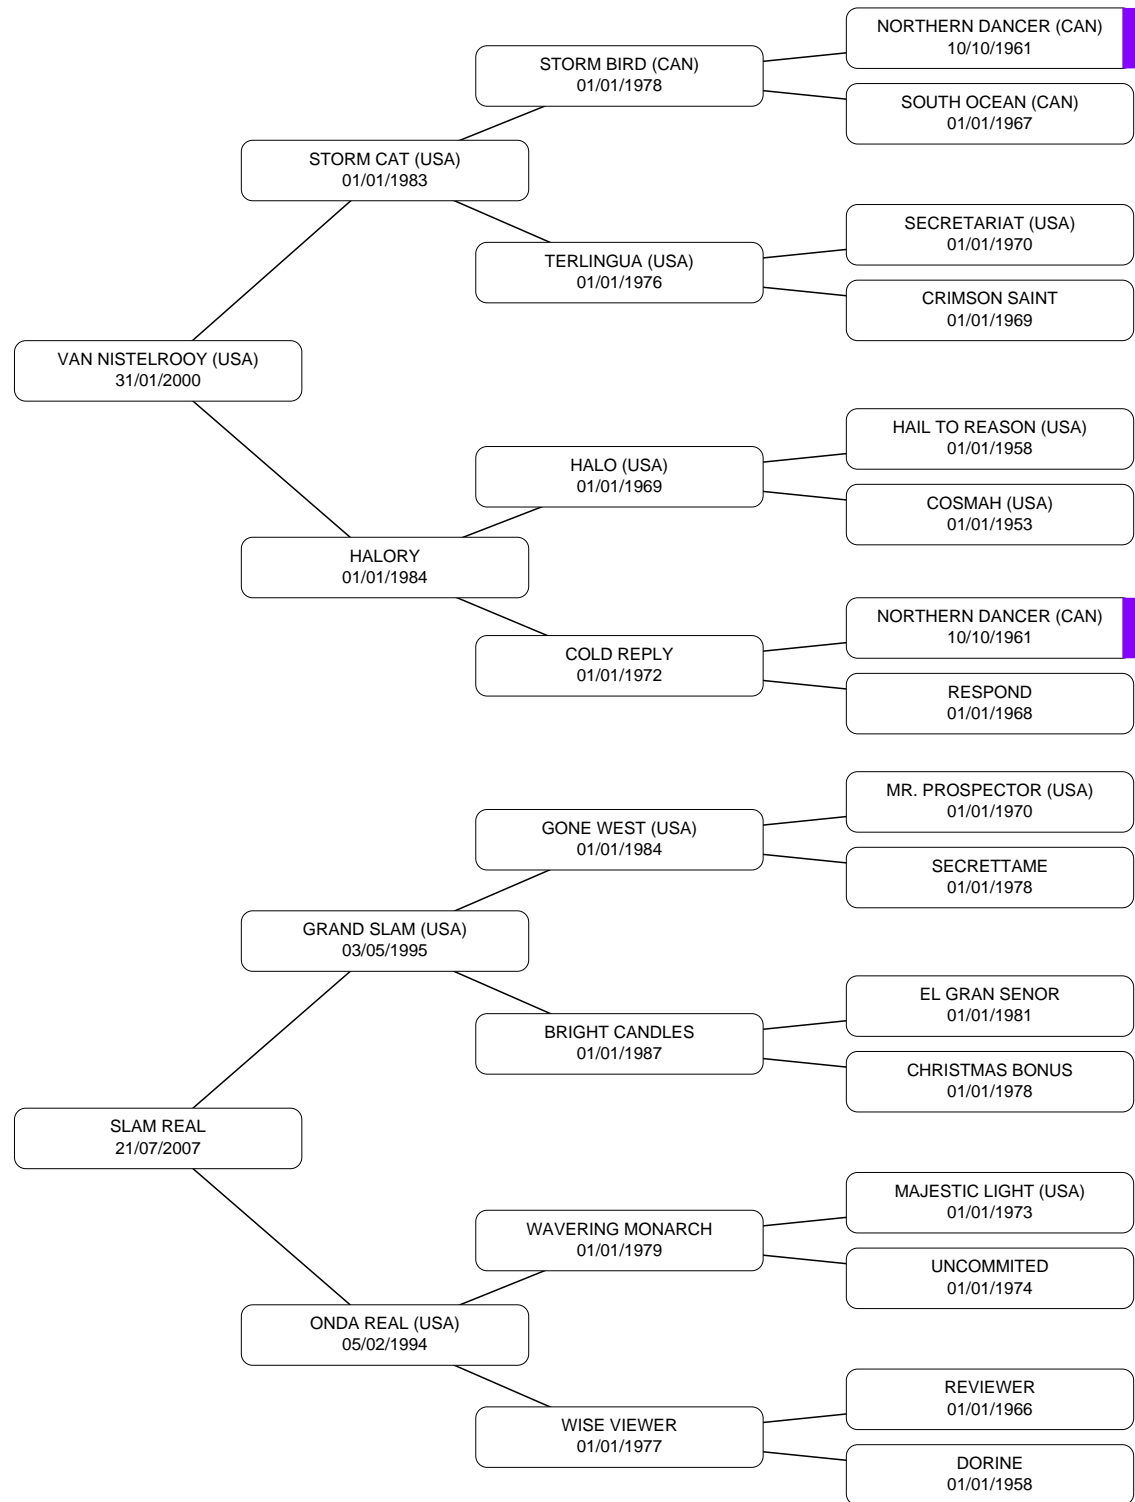 NORTHERN DANCER (CAN)
10/10/1961
STORM BIRD (CAN)
01/01/1978
SOUTH OCEAN (CAN)
01/01/1967
STORM CAT (USA)
01/01/1983
SECRETARIAT (USA)
01/01/1970
TERLINGUA (USA)
01/01/1976
CRIMSON SAINT
01/01/1969
VAN NISTELROOY (USA)
31/01/2000
HAIL TO REASON (USA)
01/01/1958
HALO (USA)
01/01/1969
COSMAH (USA)
01/01/1953
HALORY
01/01/1984
NORTHERN DANCER (CAN)
10/10/1961
COLD REPLY
01/01/1972
RESPOND
01/01/1968
MR. PROSPECTOR (USA)
01/01/1970
GONE WEST (USA)
01/01/1984
SECRETTAME
01/01/1978
GRAND SLAM (USA)
03/05/1995
EL GRAN SENOR
01/01/1981
BRIGHT CANDLES
01/01/1987
CHRISTMAS BONUS
01/01/1978
SLAM REAL
21/07/2007
MAJESTIC LIGHT (USA)
01/01/1973
WAVERING MONARCH
01/01/1979
UNCOMMITED
01/01/1974
ONDA REAL (USA)
05/02/1994
REVIEWER
01/01/1966
WISE VIEWER
01/01/1977
DORINE
01/01/1958